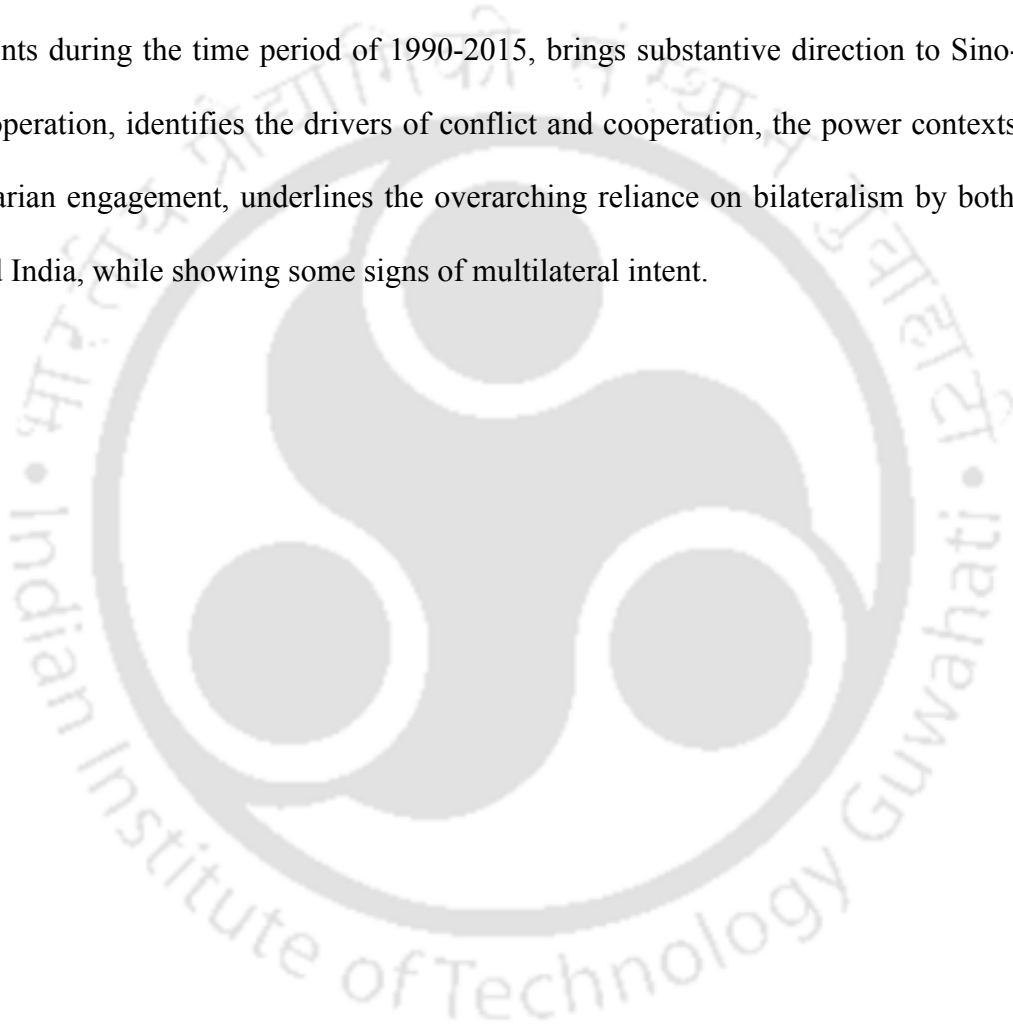 nts during the time period of 1990-2015, brings substantive direction to Sino-
operation, identifies the drivers of conflict and cooperation, the power contexts
arian engagement, underlines the overarching reliance on bilateralism by both
India, while showing some signs of multilateral intent.
भारतीय प्रौद्योगिकी संस्थान गुवाहाटी
• Indian Institute of Technology Guwahati •